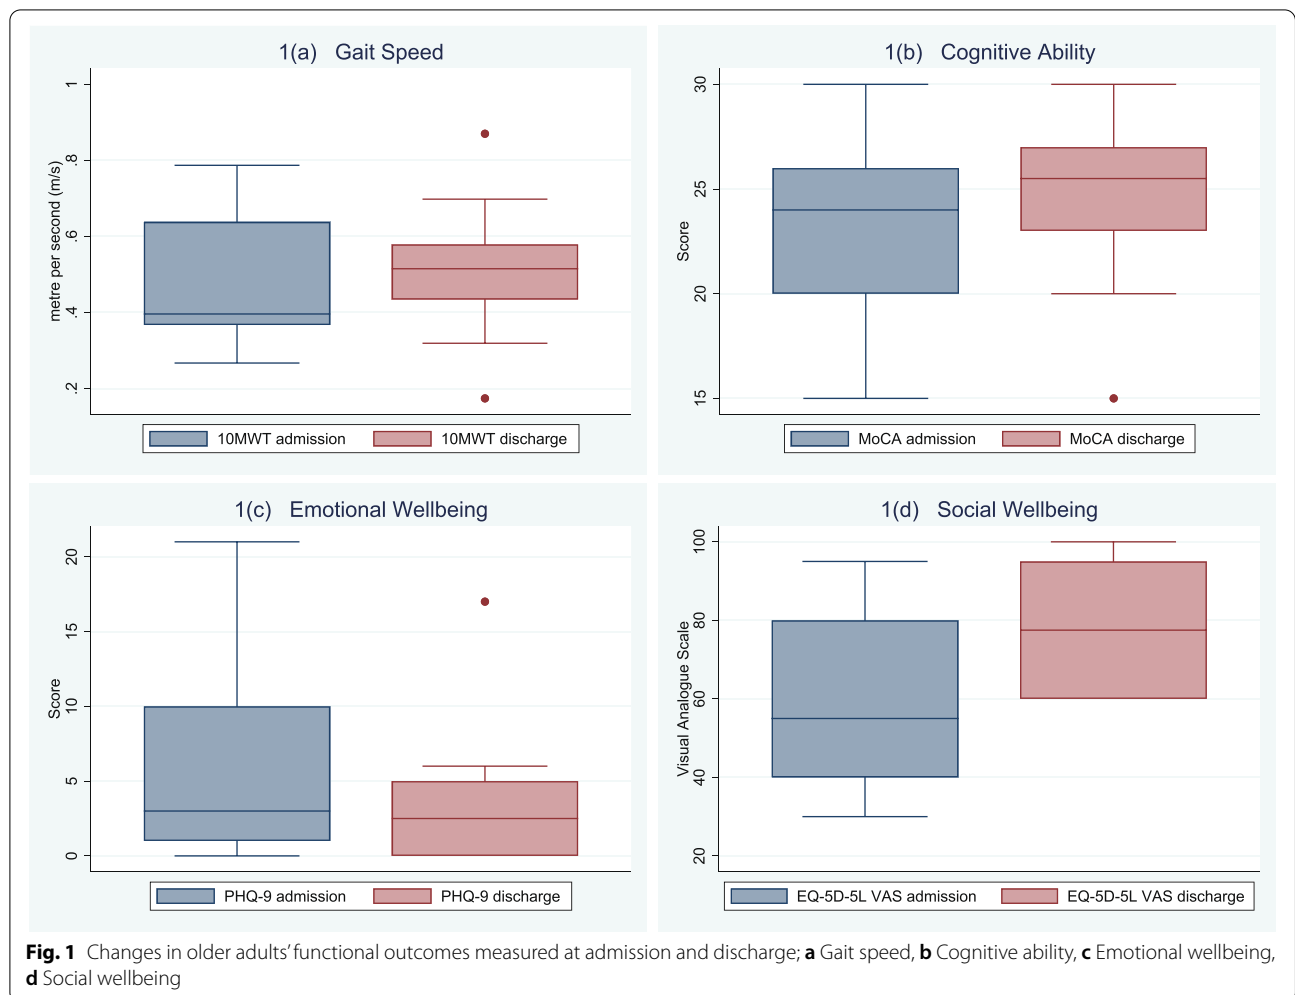 1(a) Gait Speed
metre per second (m/s)
1
.8
.6
.4
.2
10MWT admission 10MWT discharge
1(b) Cognitive Ability
Score
30
25
20
15
MoCA admission MoCA discharge
1(c) Emotional Wellbeing
Score
20
15
10
5
0
PHQ-9 admission PHQ-9 discharge
1(d) Social Wellbeing
Visual Analogue Scale
100
80
60
40
20
EQ-5D-5L VAS admission EQ-5D-5L VAS discharge
Fig. 1 Changes in older adults’ functional outcomes measured at admission and discharge; a Gait speed, b Cognitive ability, c Emotional wellbeing,
d Social wellbeing